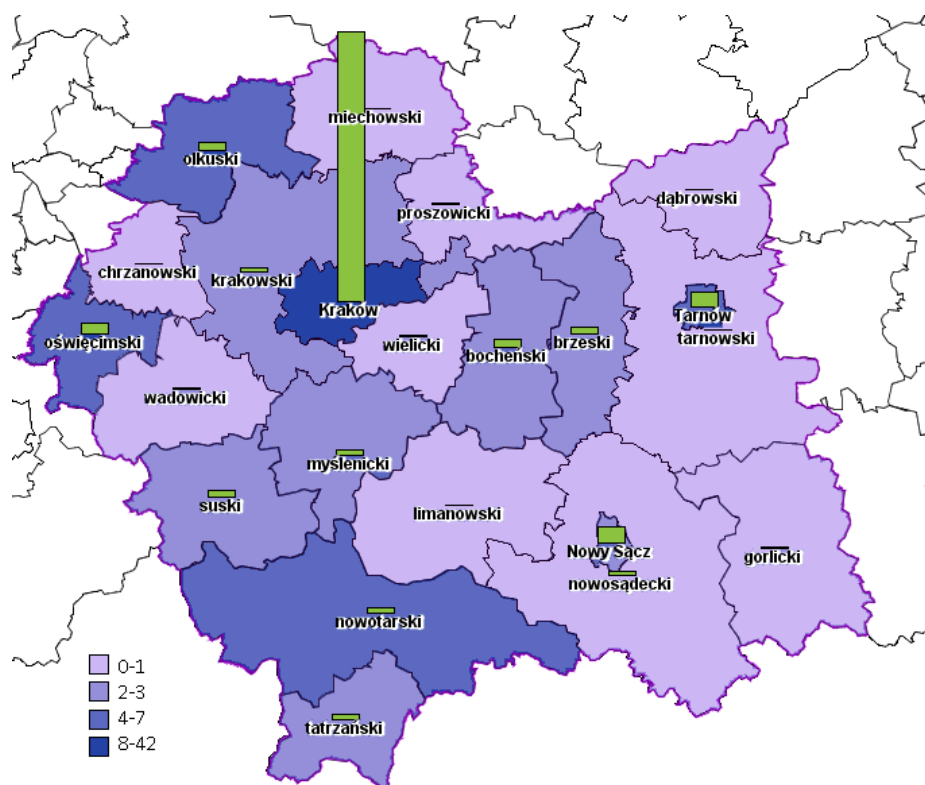 miechowski
olkuski
dąbrowski
proszowicki
chrzanowski
krakowski
Kraków
Tarnów
tarnowski
oświęcimski
wielicki
bocheński
brzeski
wadowicki
myslenicki
suski
limanowski
Nowy Sącz
gorlicki
nowosądecki
nowotarski
tatrzański
0-1
2-3
4-7
8-42